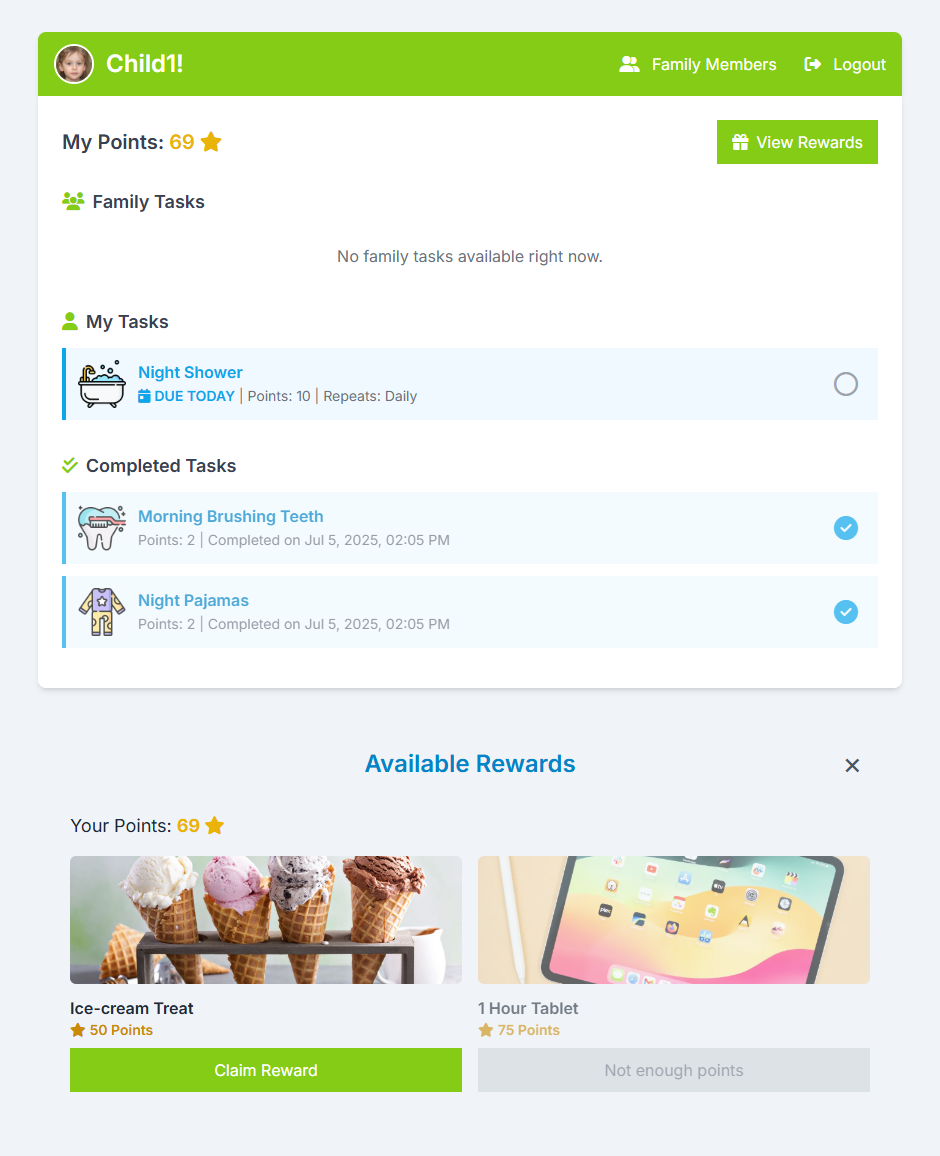 Child1!
Family Members
Logout
My Points: 69
View Rewards
Family Tasks
No family tasks available right now.
My Tasks
Night Shower
DUE TODAY | Points: 10 | Repeats: Daily
Completed Tasks
Morning Brushing Teeth
Points: 2 | Completed on Jul 5, 2025, 02:05 PM
Night Pajamas
Points: 2 | Completed on Jul 5, 2025, 02:05 PM
Available Rewards
Your Points: 69
Ice-cream Treat
50 Points
Claim Reward
1 Hour Tablet
75 Points
Not enough points